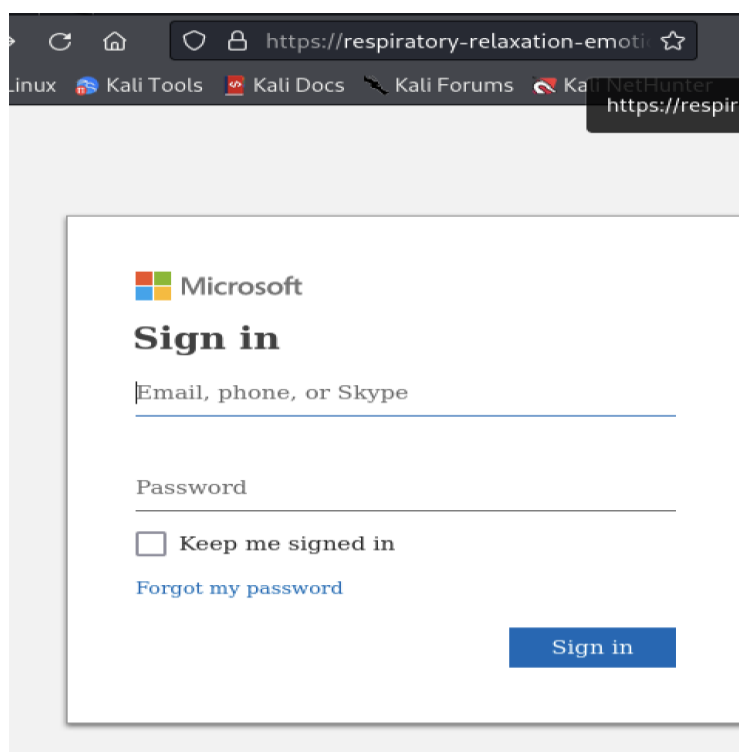 https://respiratory-relaxation-emoti
Linux Kali Tools Kali Docs Kali Forums Kali NetHunter
https://respir
Microsoft
Sign in
Email, phone, or Skype
Password
Keep me signed in
Forgot my password
Sign in